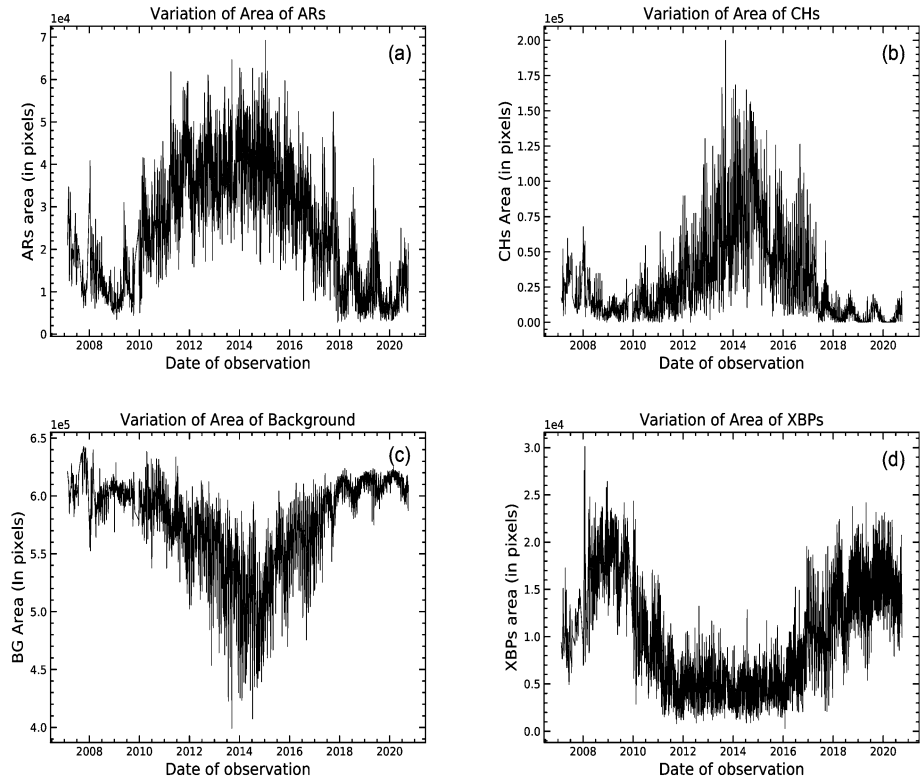 Variation of Area of ARs
1e4
(a)
7
6
5
4
3
2
1
0
ARs area (in pixels)
2008 2010 2012 2014 2016 2018 2020
Date of observation
Variation of Area of CHs
1e5
(b)
2.00
1.75
1.50
1.25
1.00
0.75
0.50
0.25
0.00
CHs Area (in pixels)
2008 2010 2012 2014 2016 2018 2020
Date of observation
Variation of Area of Background
1e5
(c)
6.5
6.0
5.5
5.0
4.5
4.0
BG Area (In pixels)
2008 2010 2012 2014 2016 2018 2020
Date of observation
Variation of Area of XBPs
1e4
(d)
3.0
2.5
2.0
1.5
1.0
0.5
0.0
XBPs area (in pixels)
2008 2010 2012 2014 2016 2018 2020
Date of observation